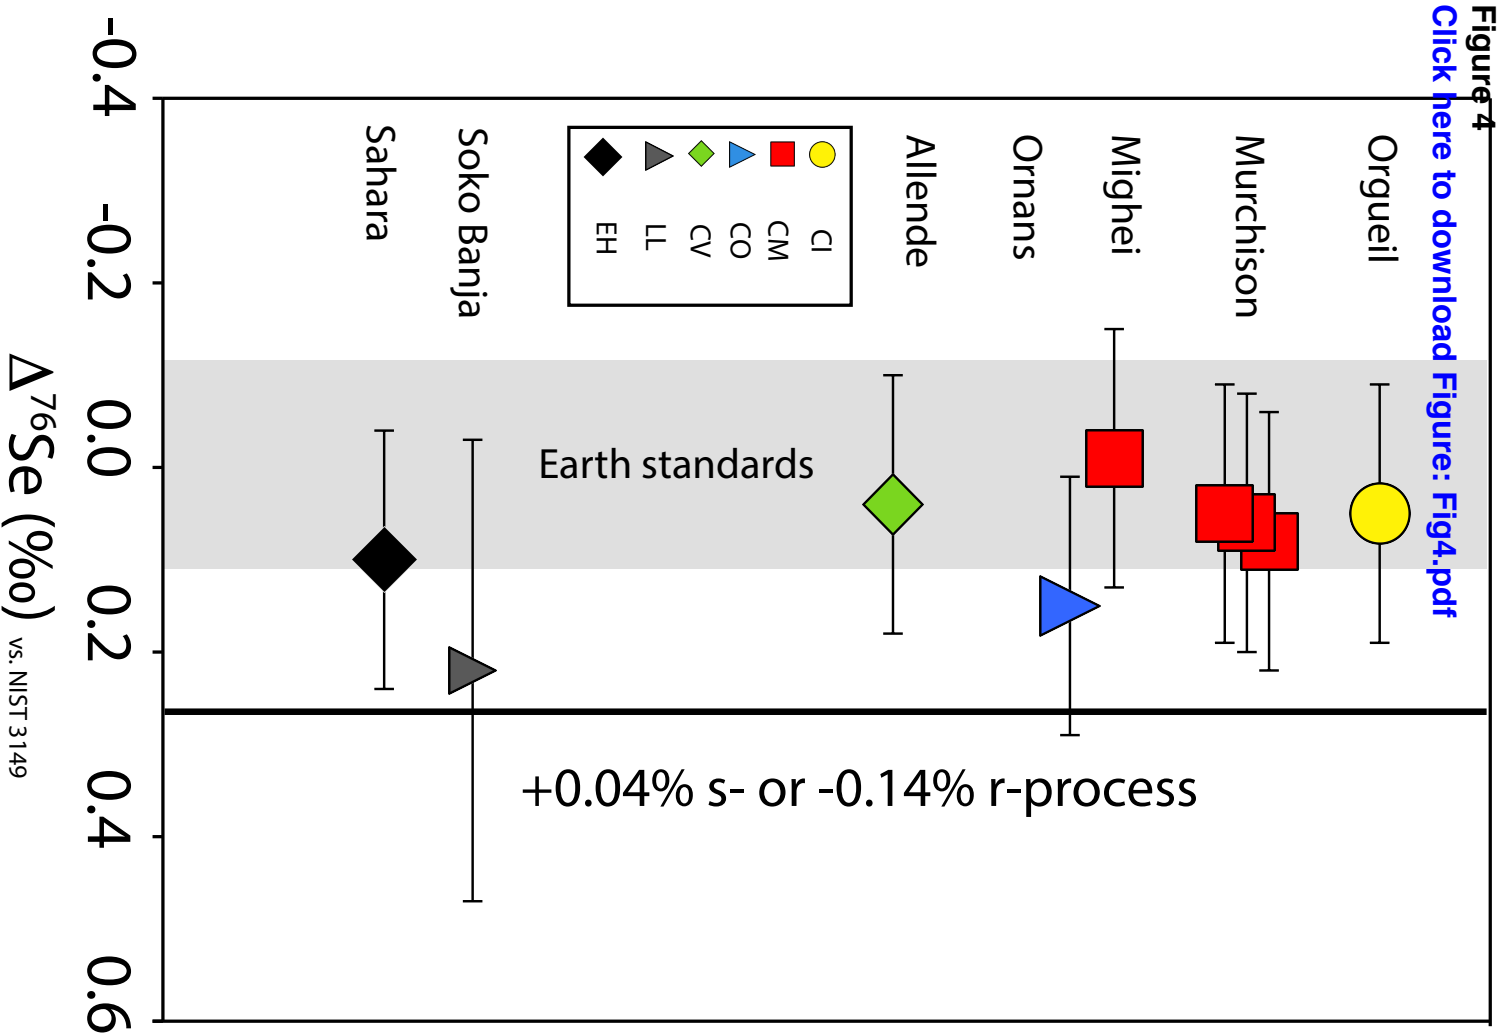 Figure 4
Click here to download Figure: Fig4.pdf
Orgueil
Murchison
Mighei
Ornans
Allende
CI
CM
CO
CV
LL
EH
Soko Banja
Sahara
Earth standards
+0.04% s- or -0.14% r-process
-0.4
-0.2
0.0
0.2
0.4
0.6
Δ⁷⁶Se (‰) vs. NIST 3149